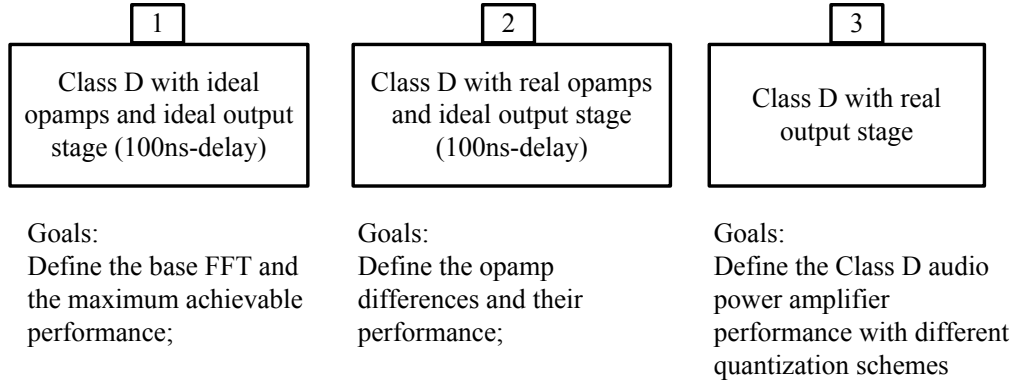 1
Class D with ideal
opamps and ideal output
stage (100ns-delay)
Goals:
Define the base FFT and
the maximum achievable
performance;
2
Class D with real opamps
and ideal output stage
(100ns-delay)
Goals:
Define the opamp
differences and their
performance;
3
Class D with real
output stage
Goals:
Define the Class D audio
power amplifier
performance with different
quantization schemes